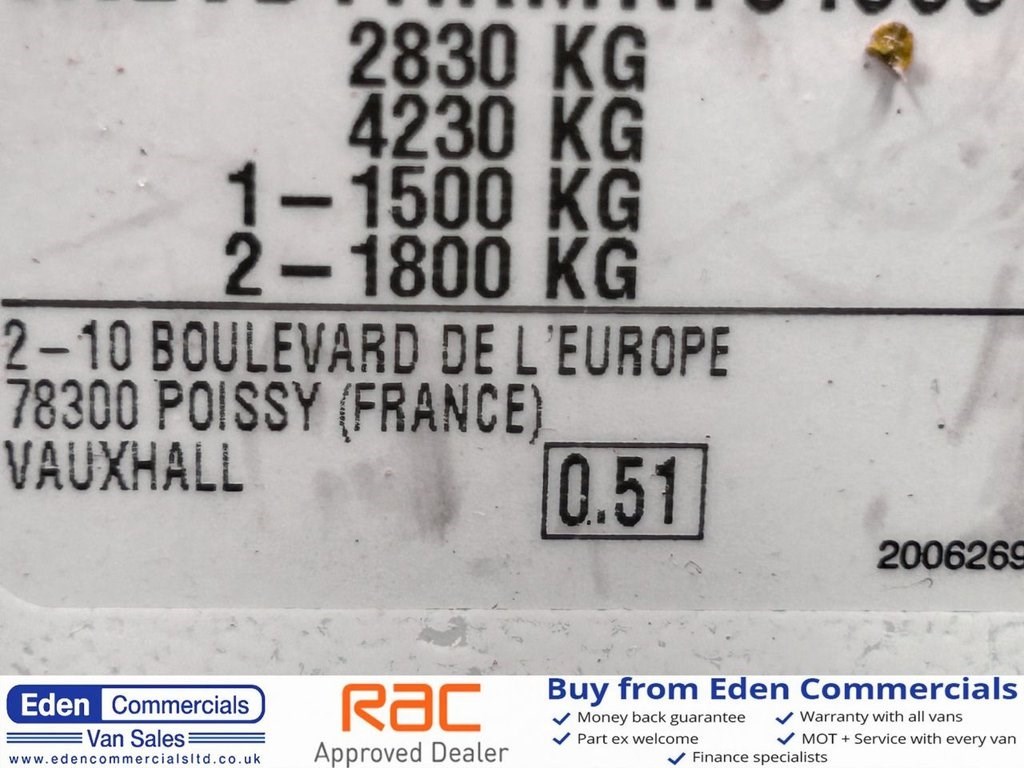 2830 KG
4230 KG
1 - 1500 KG
2 - 1800 KG
2 - 10 BOULEVARD DE L'EUROPE
78300 POISSY (FRANCE)
VAUXHALL
0.51
2006269
Eden Commercials
Van Sales
www.edencommercialsltd.co.uk
RAC
Approved Dealer
Buy from Eden Commercials
Money back guarantee
Warranty with all vans
Part ex welcome
MOT + Service with every van
Finance specialists